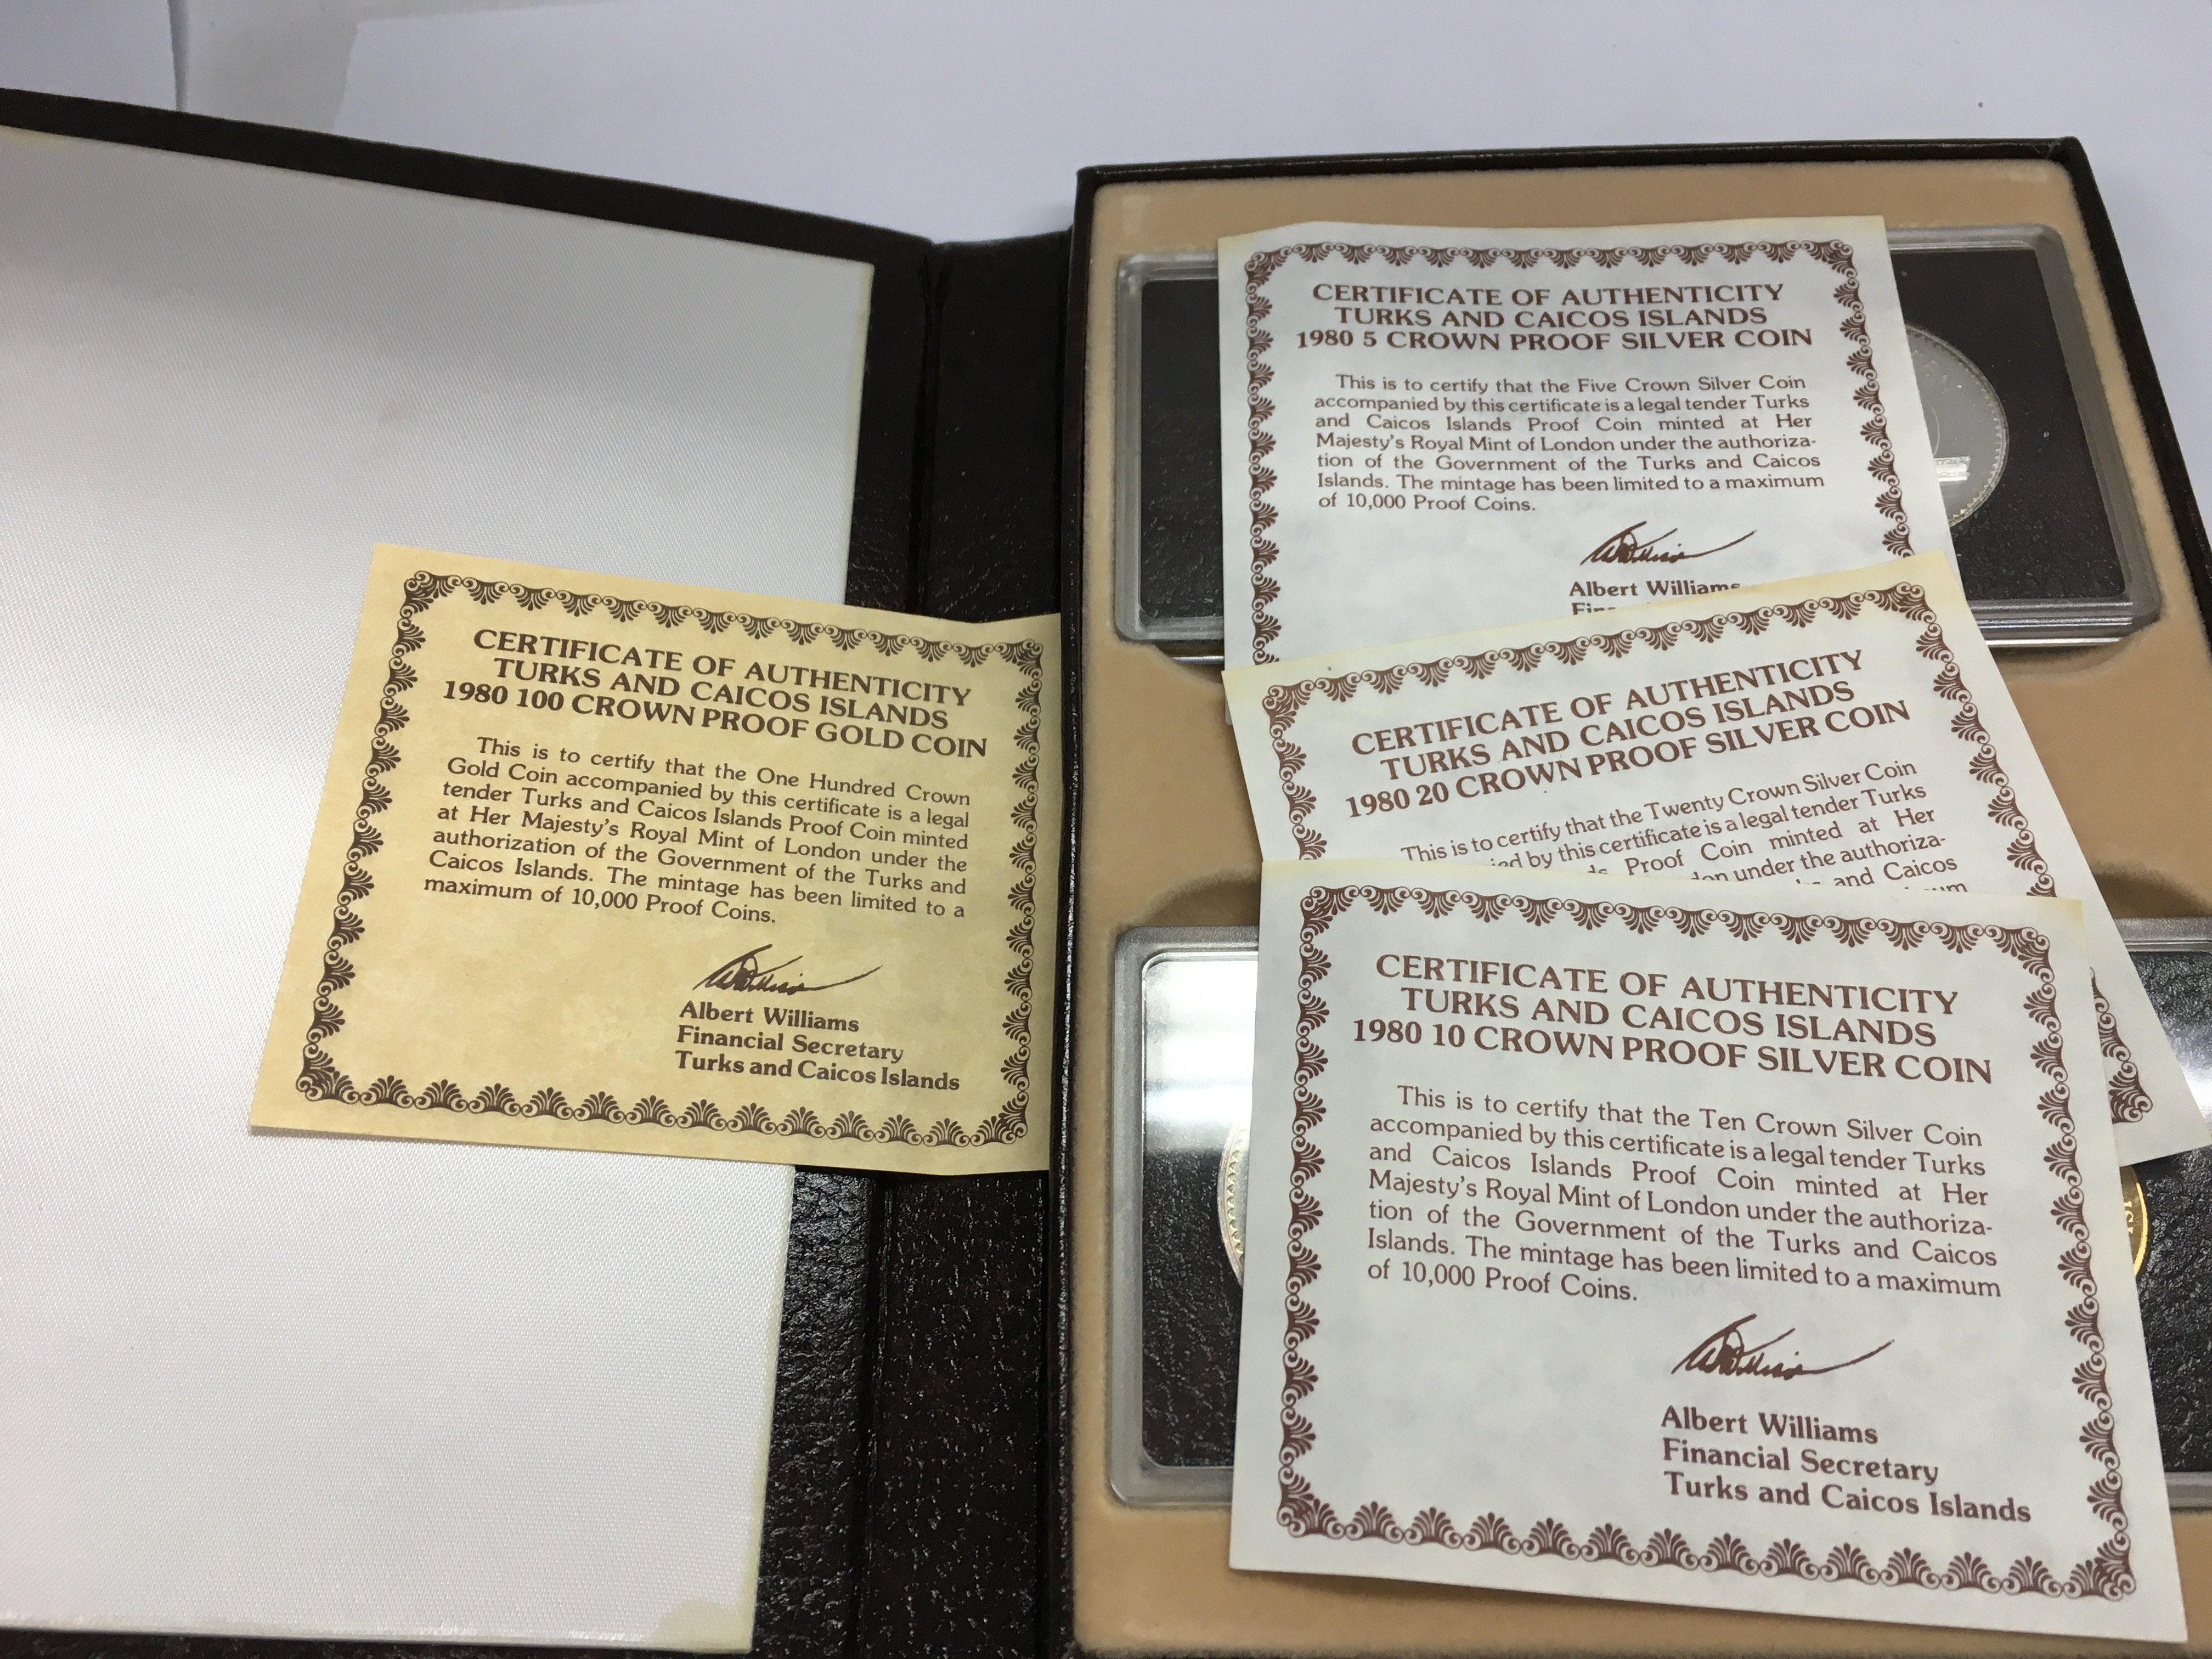 CERTIFICATE OF AUTHENTICITY
TURKS AND CAICOS ISLANDS
1980 100 CROWN PROOF GOLD COIN
This is to certify that the One Hundred Crown
Gold Coin accompanied by this certificate is a legal
tender Turks and Caicos Islands Proof Coin minted
at Her Majesty's Royal Mint of London under the
authorization of the Government of the Turks and
Caicos Islands. The mintage has been limited to a
maximum of 10,000 Proof Coins.
Albert Williams
Financial Secretary
Turks and Caicos Islands
CERTIFICATE OF AUTHENTICITY
TURKS AND CAICOS ISLANDS
1980 5 CROWN PROOF SILVER COIN
This is to certify that the Five Crown Silver Coin
accompanied by this certificate is a legal tender Turks
and Caicos Islands Proof Coin minted at Her
Majesty's Royal Mint of London under the authoriza-
tion of the Government of the Turks and Caicos
Islands. The mintage has been limited to a maximum
of 10,000 Proof Coins.
Albert Williams
CERTIFICATE OF AUTHENTICITY
TURKS AND CAICOS ISLANDS
1980 20 CROWN PROOF SILVER COIN
This is to certify that the Twenty Crown Silver Coin
by this certificate is a legal tender Turks
Proof Coin minted at Her
under the authoriza-
and Caicos
CERTIFICATE OF AUTHENTICITY
TURKS AND CAICOS ISLANDS
1980 10 CROWN PROOF SILVER COIN
This is to certify that the Ten Crown Silver Coin
accompanied by this certificate is a legal tender Turks
and Caicos Islands Proof Coin minted at Her
Majesty's Royal Mint of London under the authoriza-
tion of the Government of the Turks and Caicos
Islands. The mintage has been limited to a maximum
of 10,000 Proof Coins.
Albert Williams
Financial Secretary
Turks and Caicos Islands